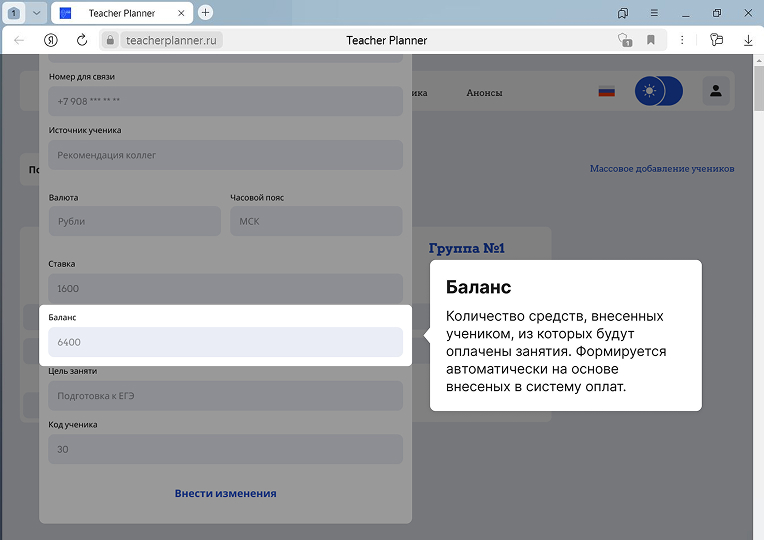 1
Teacher Planner
teacherplanner.ru
Teacher Planner
1
Номер для связи
+7 908 *** ** **
ика
Анонсы
Источник ученика
Рекомендация коллег
По
Массовое добавление учеников
Валюта
Часовой пояс
Рубли
МСК
Группа №1
Ставка
1600
Баланс
6400
Баланс
Количество средств, внесенных
учеником, из которых будут
оплачены занятия. Формируется
автоматически на основе
внесеных в систему оплат.
Цель заняти
Подготовка к ЕГЭ
Код ученика
30
Внести изменения